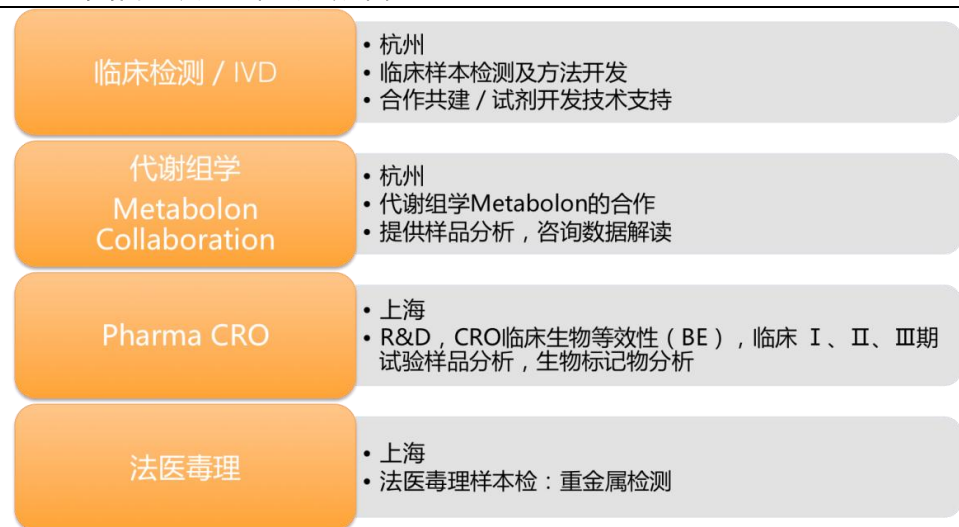 临床检测 / IVD
• 杭州
• 临床样本检测及方法开发
• 合作共建 / 试剂开发技术支持
代谢组学
Metabolon
Collaboration
• 杭州
• 代谢组学Metabolon的合作
• 提供样品分析，咨询数据解读
Pharma CRO
• 上海
• R&D，CRO临床生物等效性（BE），临床 Ⅰ、Ⅱ、Ⅲ期
试验样品分析，生物标记物分析
法医毒理
• 上海
• 法医毒理样本检：重金属检测